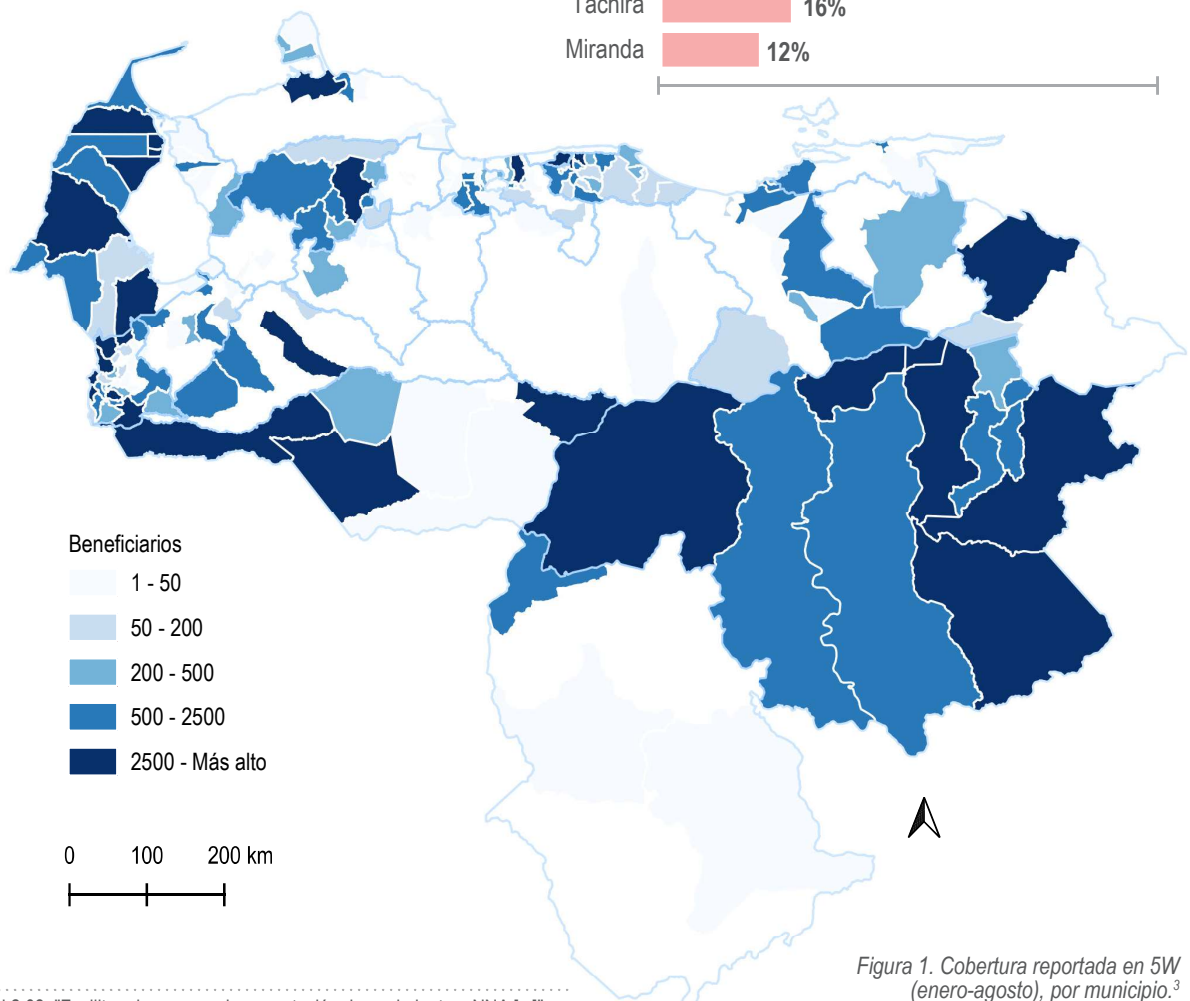 Táchira 16%
Miranda 12%
Beneficiarios
1 - 50
50 - 200
200 - 500
500 - 2500
2500 - Más alto
0 100 200 km
Figura 1. Cobertura reportada en 5W
(enero-agosto), por municipio.³